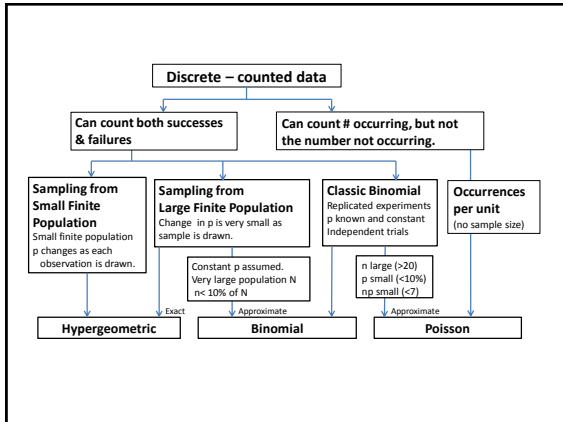 Discrete – counted data
Can count both successes
& failures
Can count # occurring, but not
the number not occurring.
Sampling from
Small Finite
Population
Small finite population
p changes as each
observation is drawn.
Sampling from
Large Finite Population
Change in p is very small as
sample is drawn.
Classic Binomial
Replicated experiments
p known and constant
Independent trials
Occurrences
per unit
(no sample size)
Constant p assumed.
Very large population N
n< 10% of N
n large (>20)
p small (<10%)
np small (<7)
Exact
Approximate
Approximate
Hypergeometric
Binomial
Poisson